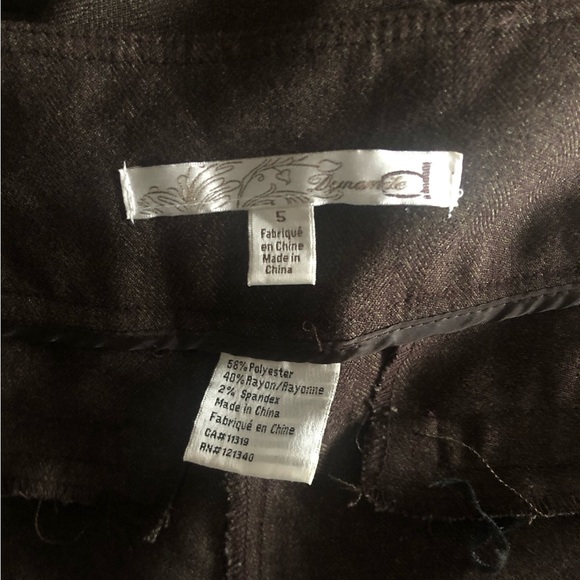 Dynamite
5
Fabriqué
en Chine
Made in
China
58% Polyester
40% Rayon/Rayonne
2% Spandex
Made in China
Fabriqué en Chine
CA#11319
RN#121340